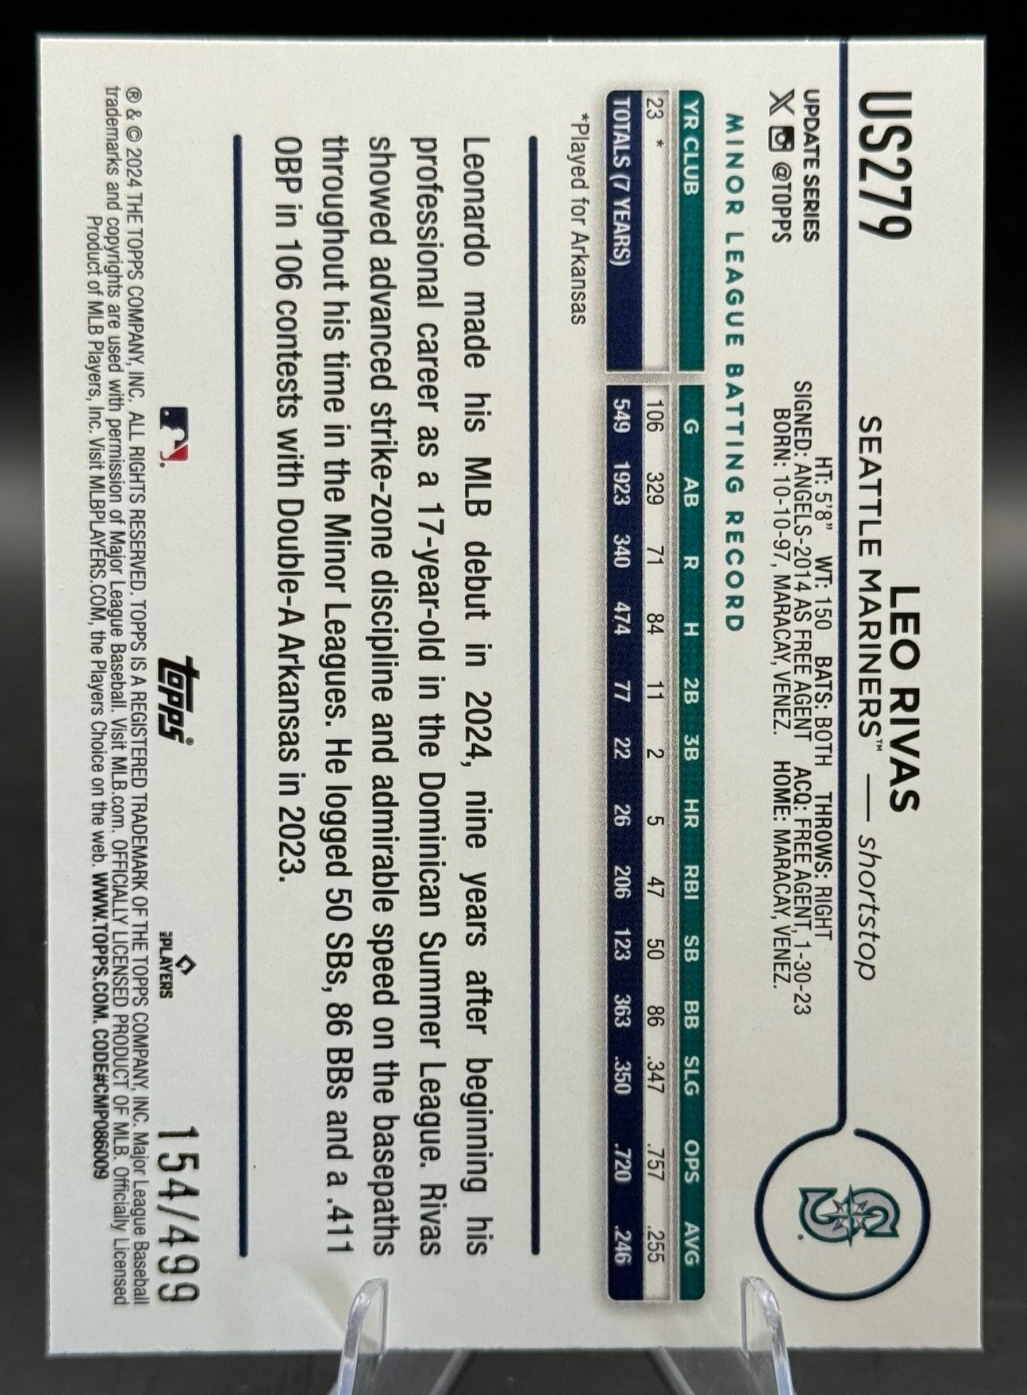 US279
LEO RIVAS
SEATTLE MARINERS™ — shortstop
UPDATE SERIES
@TOPPS
HT: 5'8" WT: 150 BATS: BOTH THROWS: RIGHT
SIGNED: ANGELS-2014 AS FREE AGENT ACQ: FREE AGENT, 1-30-23
BORN: 10-10-97, MARACAY, VENEZ. HOME: MARACAY, VENEZ.
MINOR LEAGUE BATTING RECORD
YR CLUB G AB R H 2B 3B HR RBI SB BB SLG OPS AVG
23 * 106 329 71 84 11 2 5 47 50 86 .347 .757 .255
TOTALS (7 YEARS) 549 1923 340 474 77 22 26 206 123 363 .350 .720 .246
*Played for Arkansas
Leonardo made his MLB debut in 2024, nine years after beginning his
professional career as a 17-year-old in the Dominican Summer League. Rivas
showed advanced strike-zone discipline and admirable speed on the basepaths
throughout his time in the Minor Leagues. He logged 50 SBs, 86 BBs and a .411
OBP in 106 contests with Double-A Arkansas in 2023.
topps®
PLAYERS
154/499
® & © 2024 THE TOPPS COMPANY, INC. ALL RIGHTS RESERVED. TOPPS IS A REGISTERED TRADEMARK OF THE TOPPS COMPANY, INC. Major League Baseball
trademarks and copyrights are used with permission of Major League Baseball. Visit MLB.com. OFFICIALLY LICENSED PRODUCT OF MLB. Officially Licensed
Product of MLB Players, Inc. Visit MLBPLAYERS.COM, the Players Choice on the web. WWW.TOPPS.COM. CODE#CMP086009